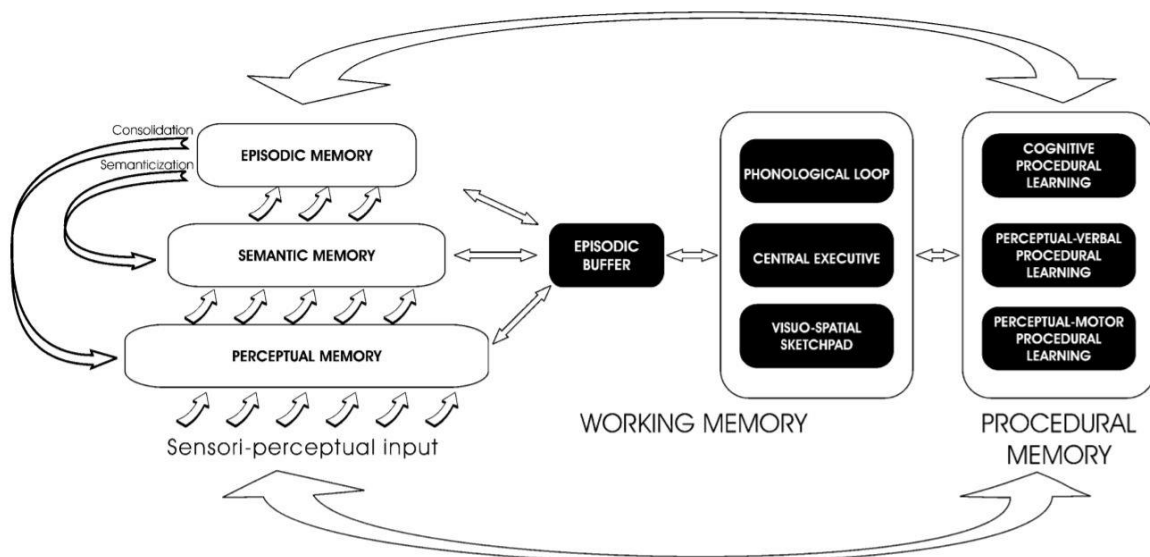 Consolidation
EPISODIC MEMORY
Semanticization
SEMANTIC MEMORY
PERCEPTUAL MEMORY
Sensori-perceptual input
EPISODIC
BUFFER
PHONOLOGICAL LOOP
CENTRAL EXECUTIVE
VISUO-SPATIAL
SKETCHPAD
WORKING MEMORY
COGNITIVE
PROCEDURAL
LEARNING
PERCEPTUAL-VERBAL
PROCEDURAL
LEARNING
PERCEPTUAL-MOTOR
PROCEDURAL
LEARNING
PROCEDURAL
MEMORY